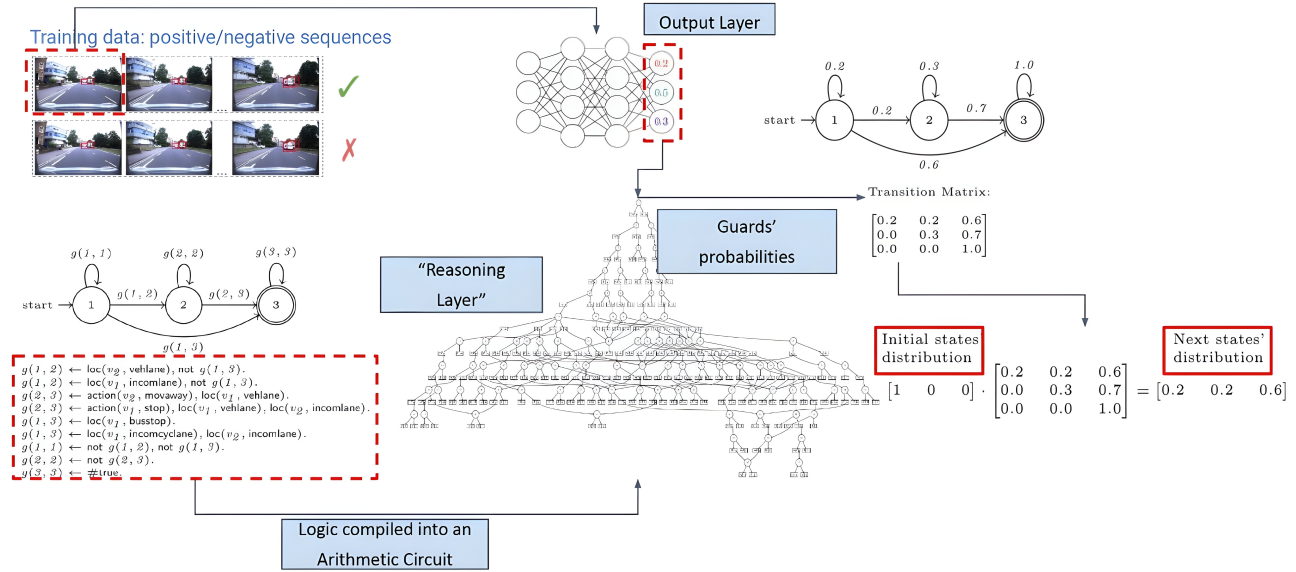 Training data: positive/negative sequences
✓
...
✗
...
Output Layer
0.2
0.5
0.3
0.2
0.3
1.0
start
1
0.2
2
0.7
3
0.6
Transition Matrix:
[0.2 0.2 0.6
0.0 0.3 0.7
0.0 0.0 1.0]
Guards'
probabilities
"Reasoning
Layer"
g(1, 1)
g(2, 2)
g(3, 3)
start
1
g(1, 2)
2
g(2, 3)
3
g(1, 3)
g(1, 2) ← loc(v₂, vehlane), not g(1, 3).
g(1, 2) ← loc(v₁, incomlane), not g(1, 3).
g(2, 3) ← action(v₂, movaway), loc(v₁, vehlane).
g(2, 3) ← action(v₁, stop), loc(v₁, vehlane), loc(v₂, incomlane).
g(1, 3) ← loc(v₁, busstop).
g(1, 3) ← loc(v₁, incomcyclane), loc(v₂, incomlane).
g(1, 1) ← not g(1, 2), not g(1, 3).
g(2, 2) ← not g(2, 3).
g(3, 3) ← #true.
Logic compiled into an
Arithmetic Circuit
Initial states
distribution
Next states'
distribution
[1 0 0] · [0.2 0.2 0.6
0.0 0.3 0.7
0.0 0.0 1.0] = [0.2 0.2 0.6]